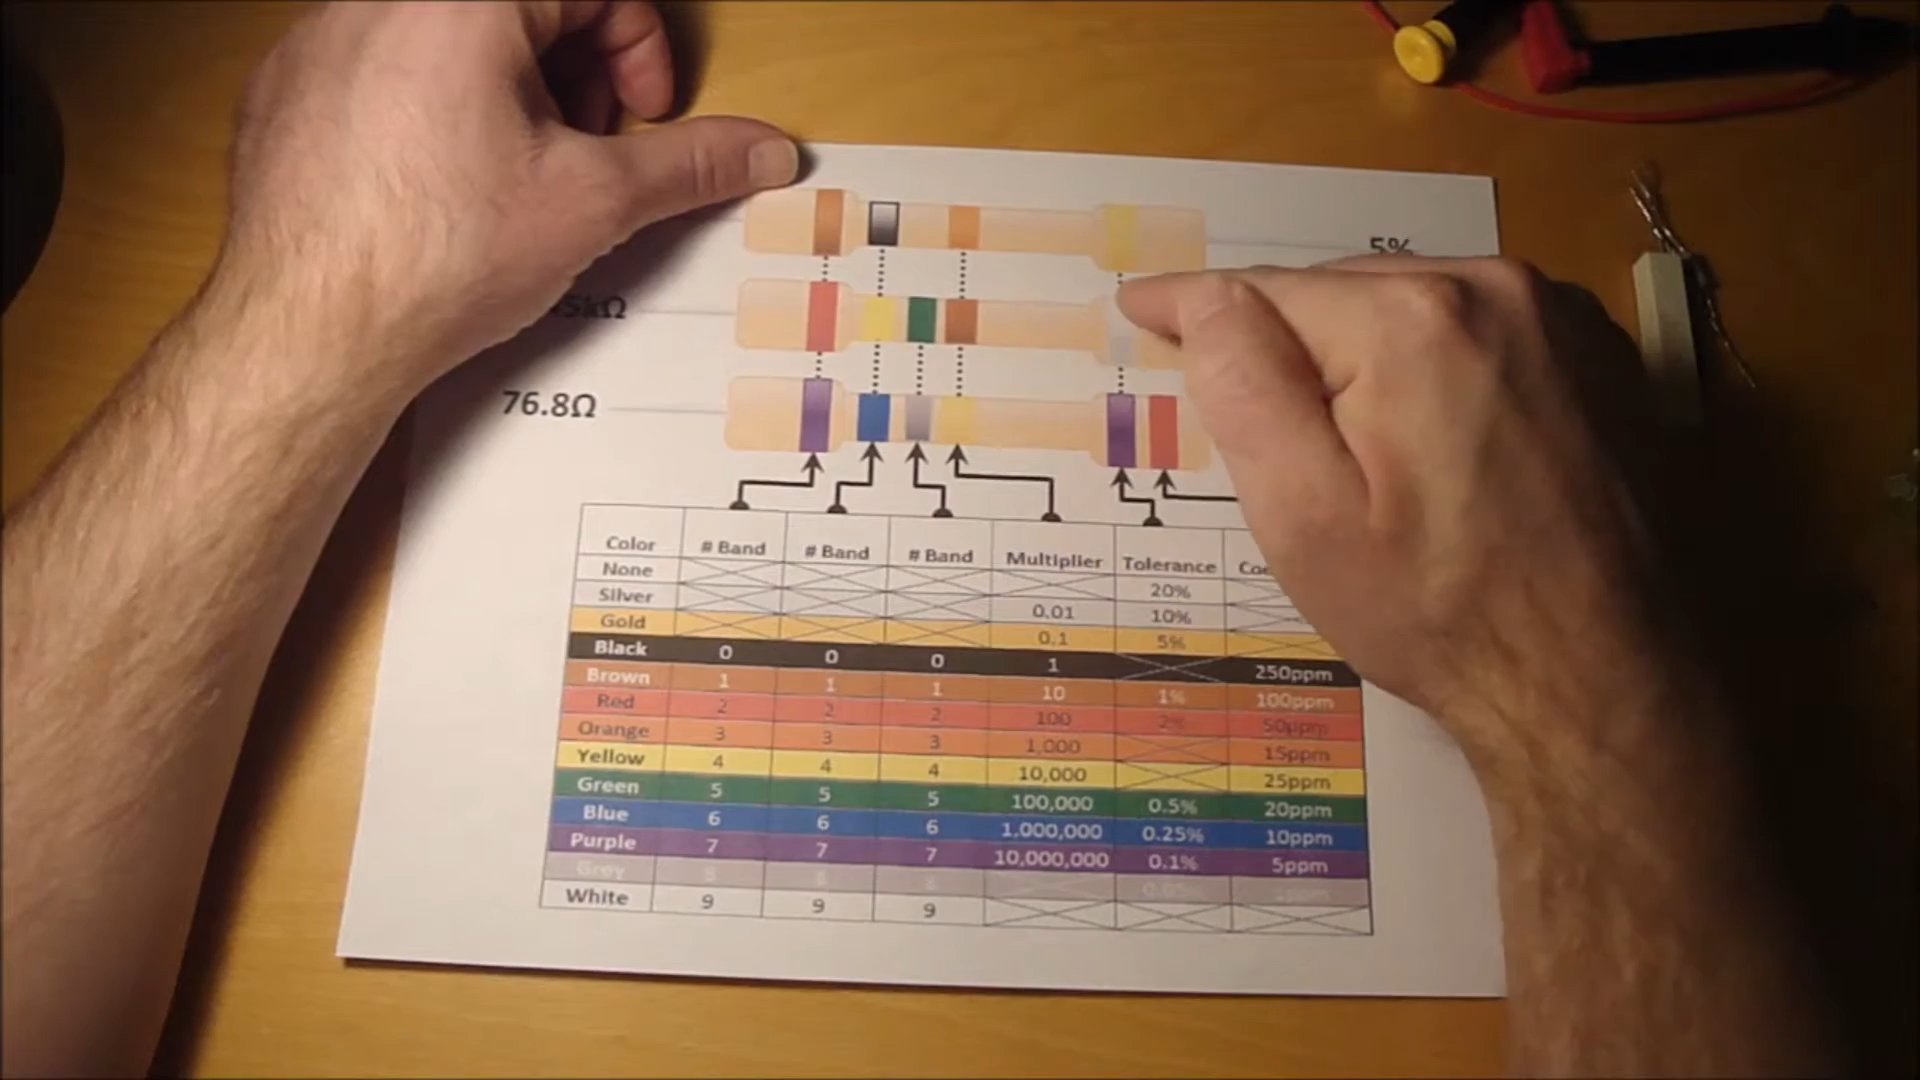 5%
5kΩ
76.8Ω
Color # Band # Band # Band Multiplier Tolerance
None 20%
Silver 0.01 10%
Gold 0.1 5%
Black 0 0 0 1 250ppm
Brown 1 1 1 10 1% 100ppm
Red 2 2 2 100 2% 50ppm
Orange 3 3 3 1,000 15ppm
Yellow 4 4 4 10,000 25ppm
Green 5 5 5 100,000 0.5% 20ppm
Blue 6 6 6 1,000,000 0.25% 10ppm
Purple 7 7 7 10,000,000 0.1% 5ppm
Grey 8 8 8
White 9 9 9